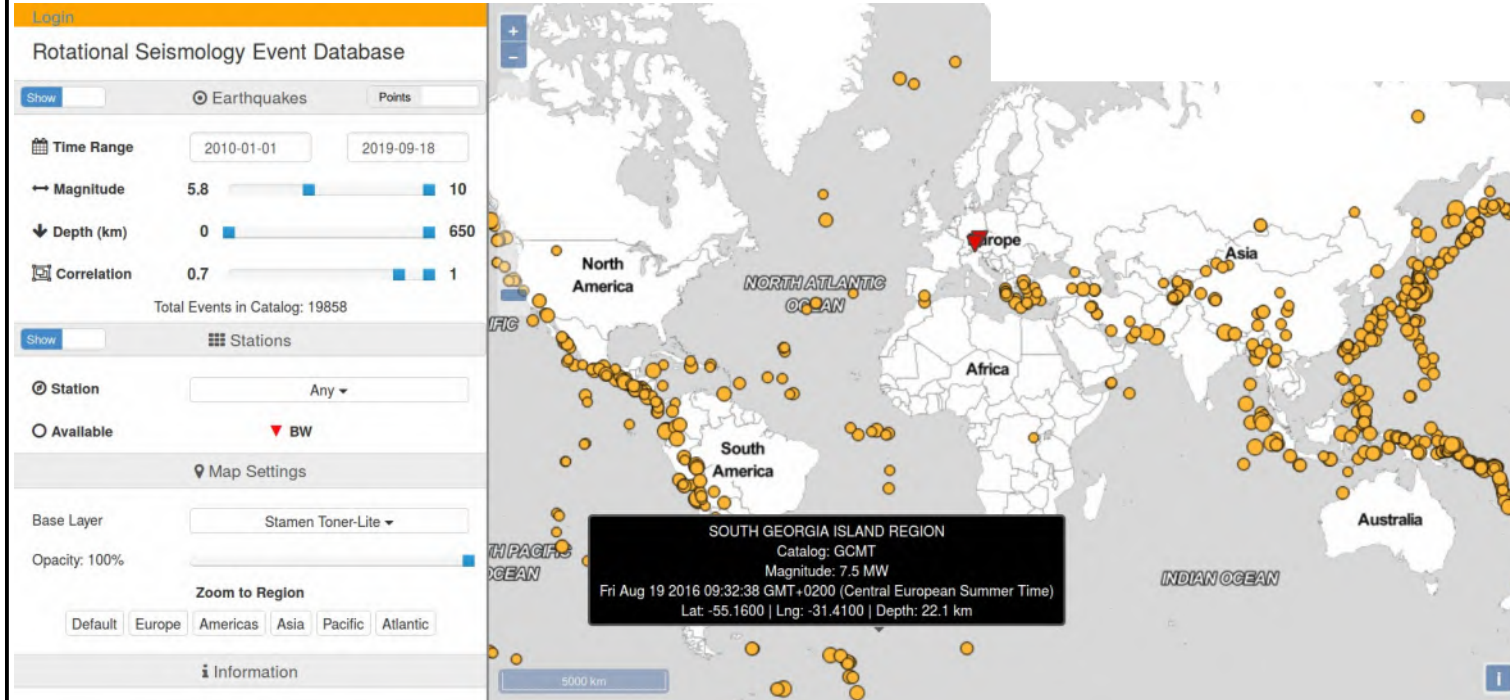 Login
Rotational Seismology Event Database
Show
Earthquakes
Points
Time Range 2010-01-01 2019-09-18
Magnitude 5.8 10
Depth (km) 0 650
Correlation 0.7 1
Total Events in Catalog: 19858
Show
Stations
Station Any
Available BW
Map Settings
Base Layer Stamen Toner-Lite
Opacity: 100%
Zoom to Region
Default Europe Americas Asia Pacific Atlantic
i Information
+
−
North
America
NORTH ATLANTIC
OCEAN
Asia
FIC
Africa
South
America
Australia
TH PACIFIC
OCEAN
INDIAN OCEAN
SOUTH GEORGIA ISLAND REGION
Catalog: GCMT
Magnitude: 7.5 MW
Fri Aug 19 2016 09:32:38 GMT+0200 (Central European Summer Time)
Lat: -55.1600 | Lng: -31.4100 | Depth: 22.1 km
5000 km
i